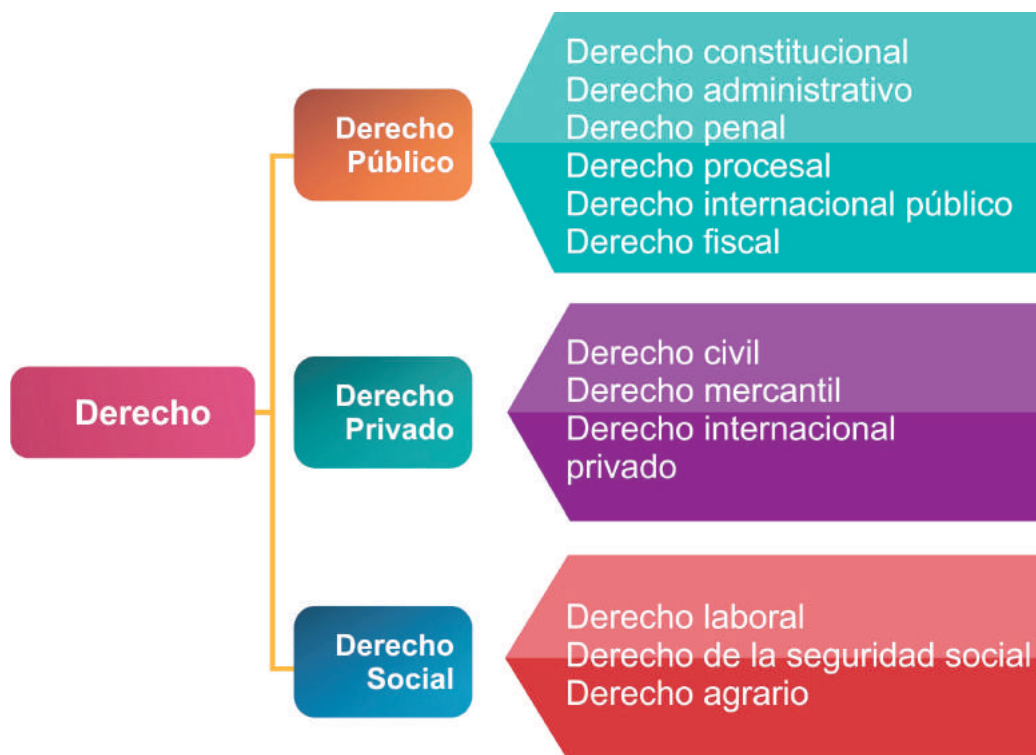 Derecho
Derecho
Público
Derecho constitucional
Derecho administrativo
Derecho penal
Derecho procesal
Derecho internacional público
Derecho fiscal
Derecho
Privado
Derecho civil
Derecho mercantil
Derecho internacional
privado
Derecho
Social
Derecho laboral
Derecho de la seguridad social
Derecho agrario